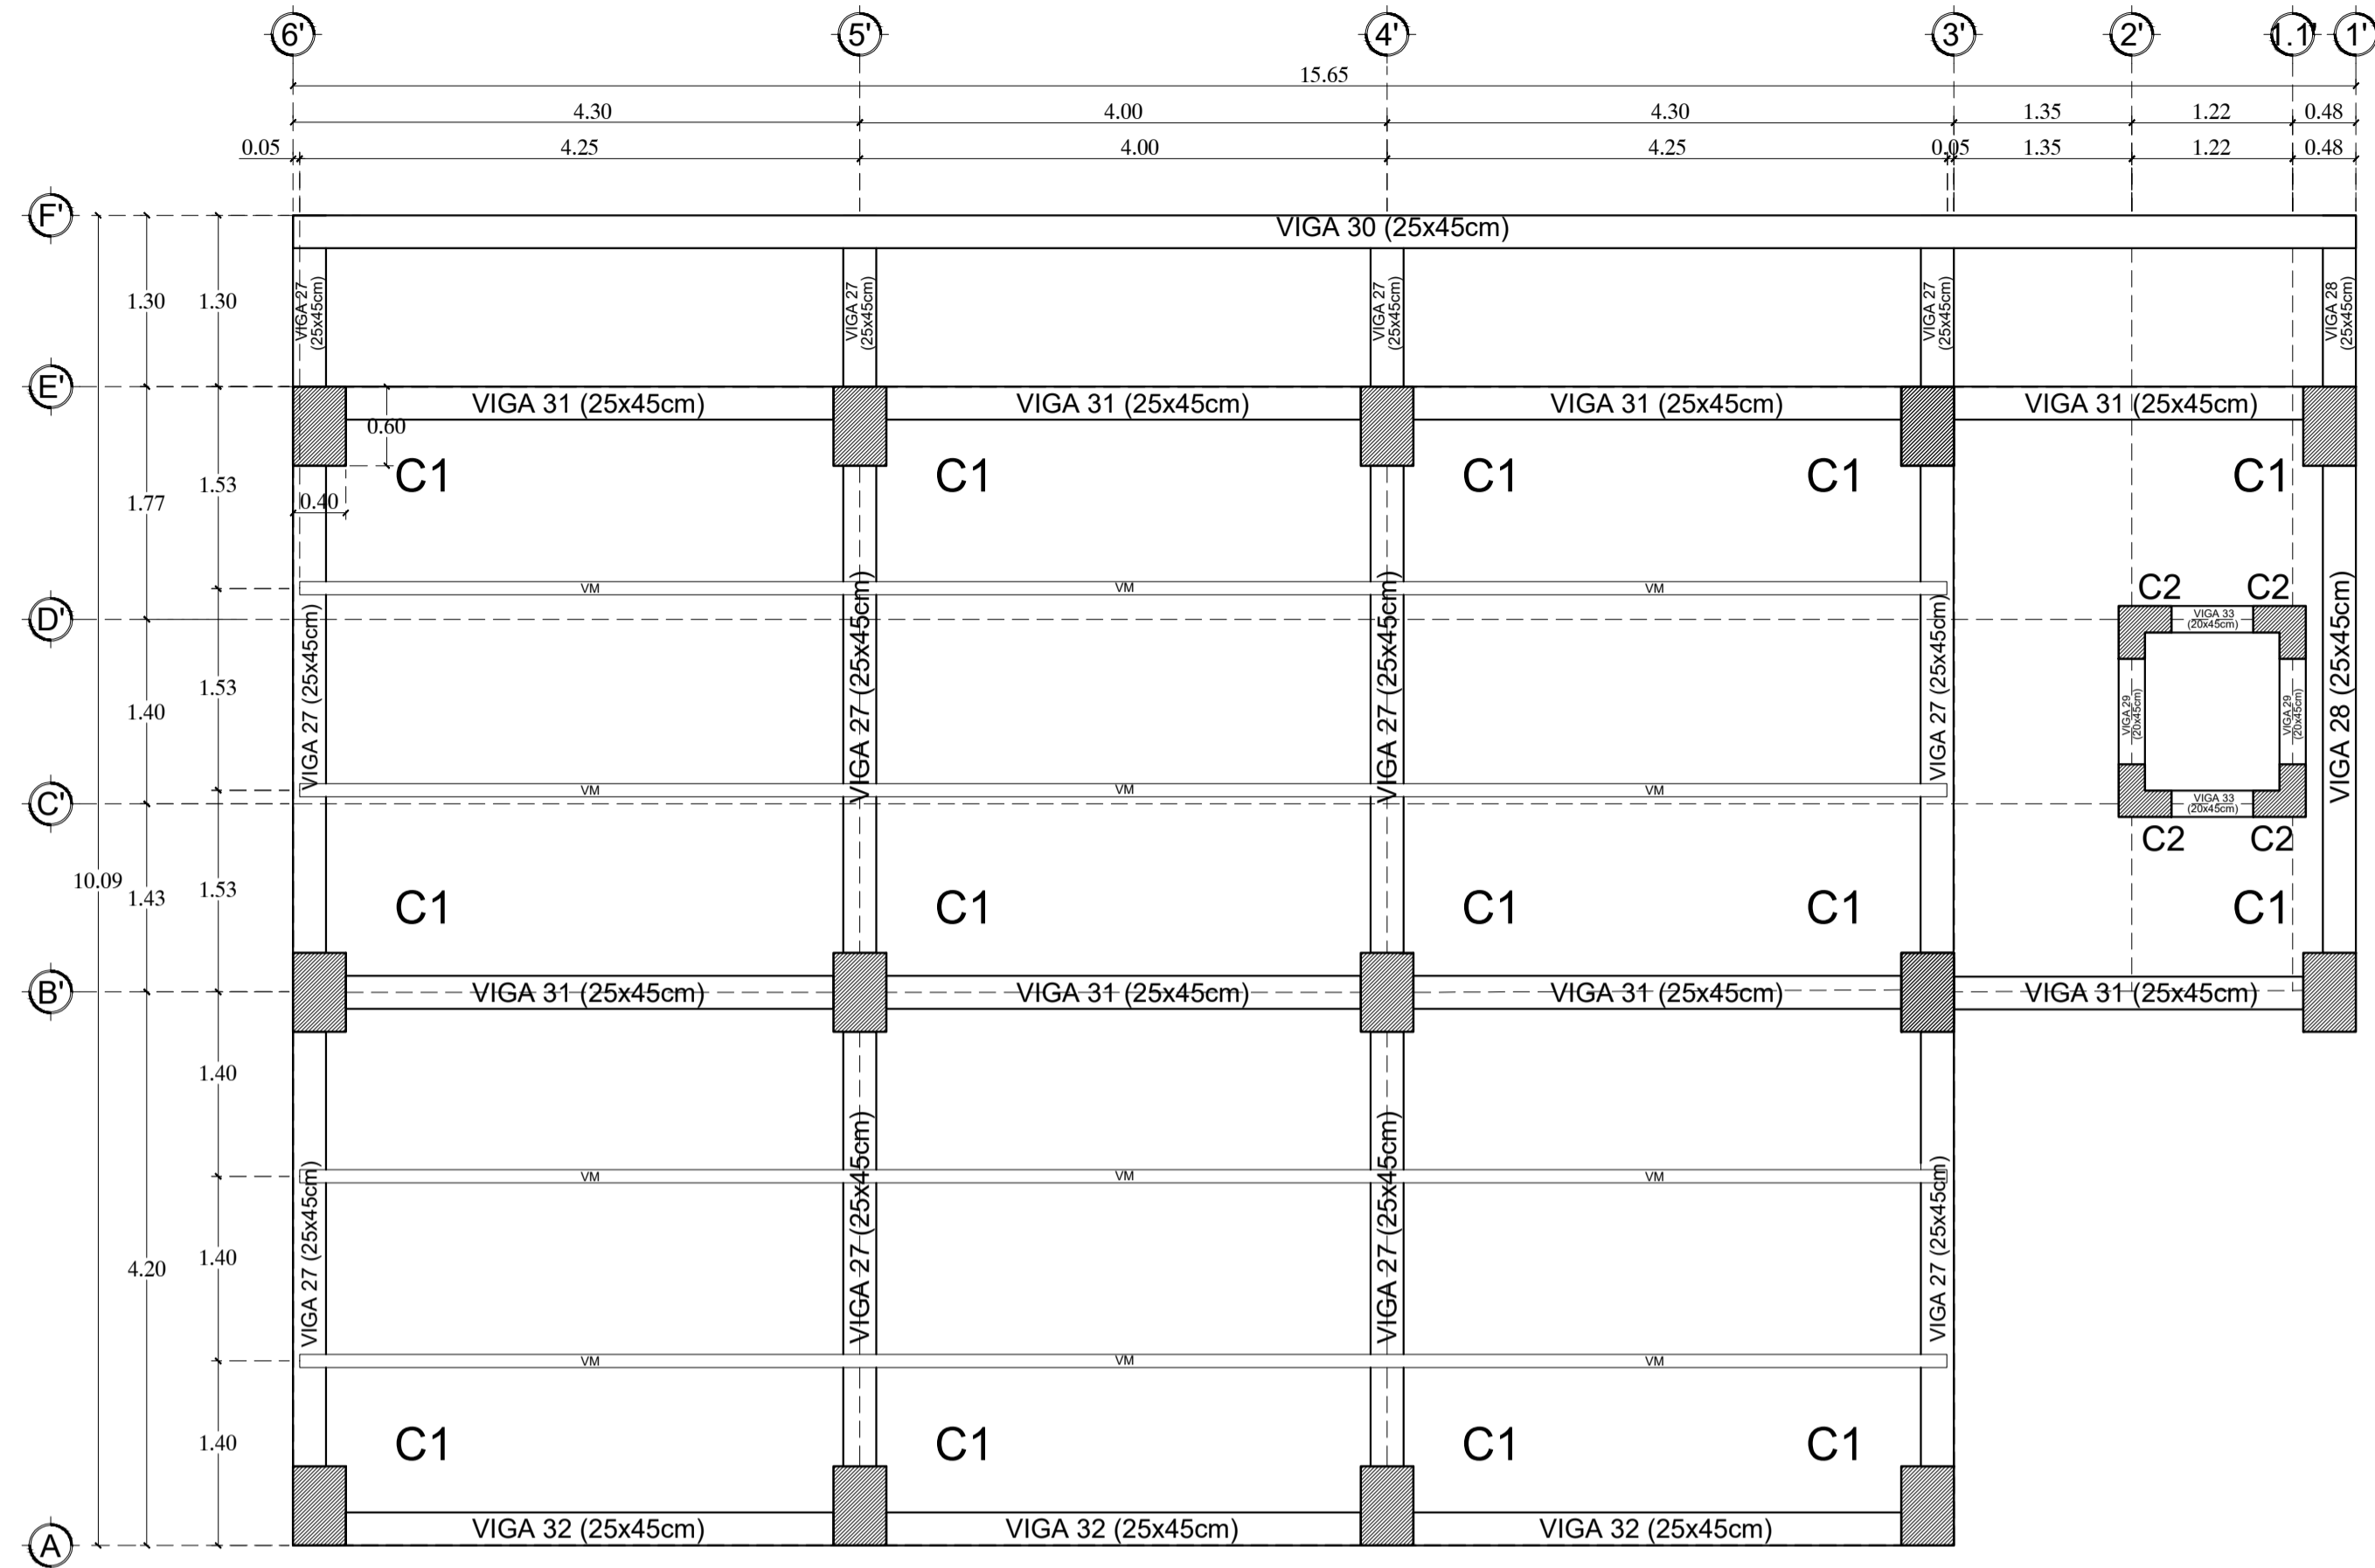 6' 5' 4' 3' 2' 1.1' 1'
15.65
4.30 4.00 4.30 1.35 1.22 0.48
0.05 4.25 4.00 4.25 0.05 1.35 1.22 0.48
F'
VIGA 30 (25x45cm)
1.30 1.30
VIGA 27
(25x45cm)
VIGA 27
(25x45cm)
VIGA 27
(25x45cm)
VIGA 27
(25x45cm)
VIGA 28
(25x45cm)
E'
VIGA 31 (25x45cm) VIGA 31 (25x45cm) VIGA 31 (25x45cm) VIGA 31 (25x45cm)
0.60
C1 C1 C1 C1 C1
1.77 1.53 0.40
VM VM VM
C2 C2
D'
VIGA 33
(20x45cm)
VIGA 27 (25x45cm) VIGA 27 (25x45cm) VIGA 27 (25x45cm) VIGA 27 (25x45cm)
VIGA 28 (25x45cm)
1.40 1.53
VIGA 29
(20x45cm)
VIGA 29
(20x45cm)
VM VM VM
C'
VIGA 33
(20x45cm)
C2 C2
10.09 1.43 1.53
C1 C1 C1 C1 C1
B'
VIGA 31 (25x45cm) VIGA 31 (25x45cm) VIGA 31 (25x45cm) VIGA 31 (25x45cm)
1.40
VM VM VM
VIGA 27 (25x45cm) VIGA 27 (25x45cm) VIGA 27 (25x45cm) VIGA 27 (25x45cm)
4.20 1.40
VM VM VM
1.40
C1 C1 C1 C1
A
VIGA 32 (25x45cm) VIGA 32 (25x45cm) VIGA 32 (25x45cm)